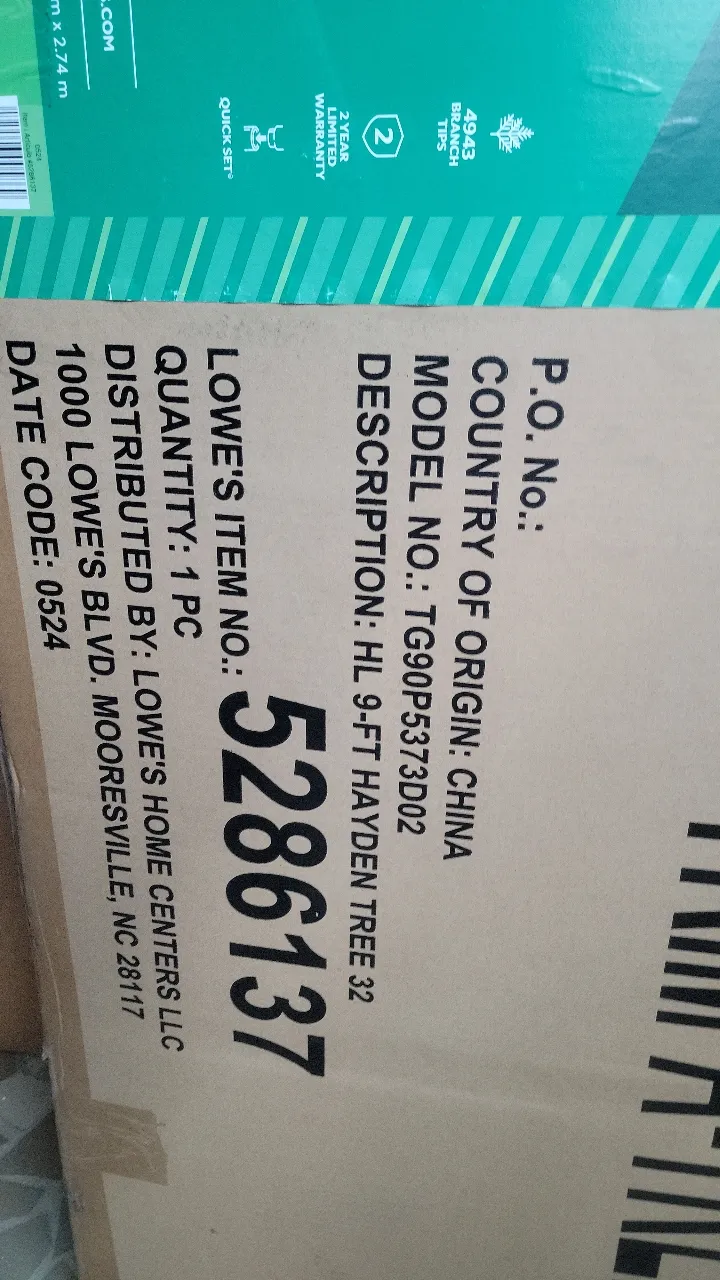 P.O. No.:
COUNTRY OF ORIGIN: CHINA
MODEL NO.: TG90P5373D02
DESCRIPTION: HL 9-FT HAYDEN TREE 32
LOWE'S ITEM NO.: 5286137
QUANTITY: 1 PC
DISTRIBUTED BY: LOWE'S HOME CENTERS LLC
1000 LOWE'S BLVD. MOORESVILLE, NC 28117
DATE CODE: 0524
4943
BRANCH
TIPS
2
2 YEAR
LIMITED
WARRANTY
QUICK SET®
.COM
m x 2.74 m
0524